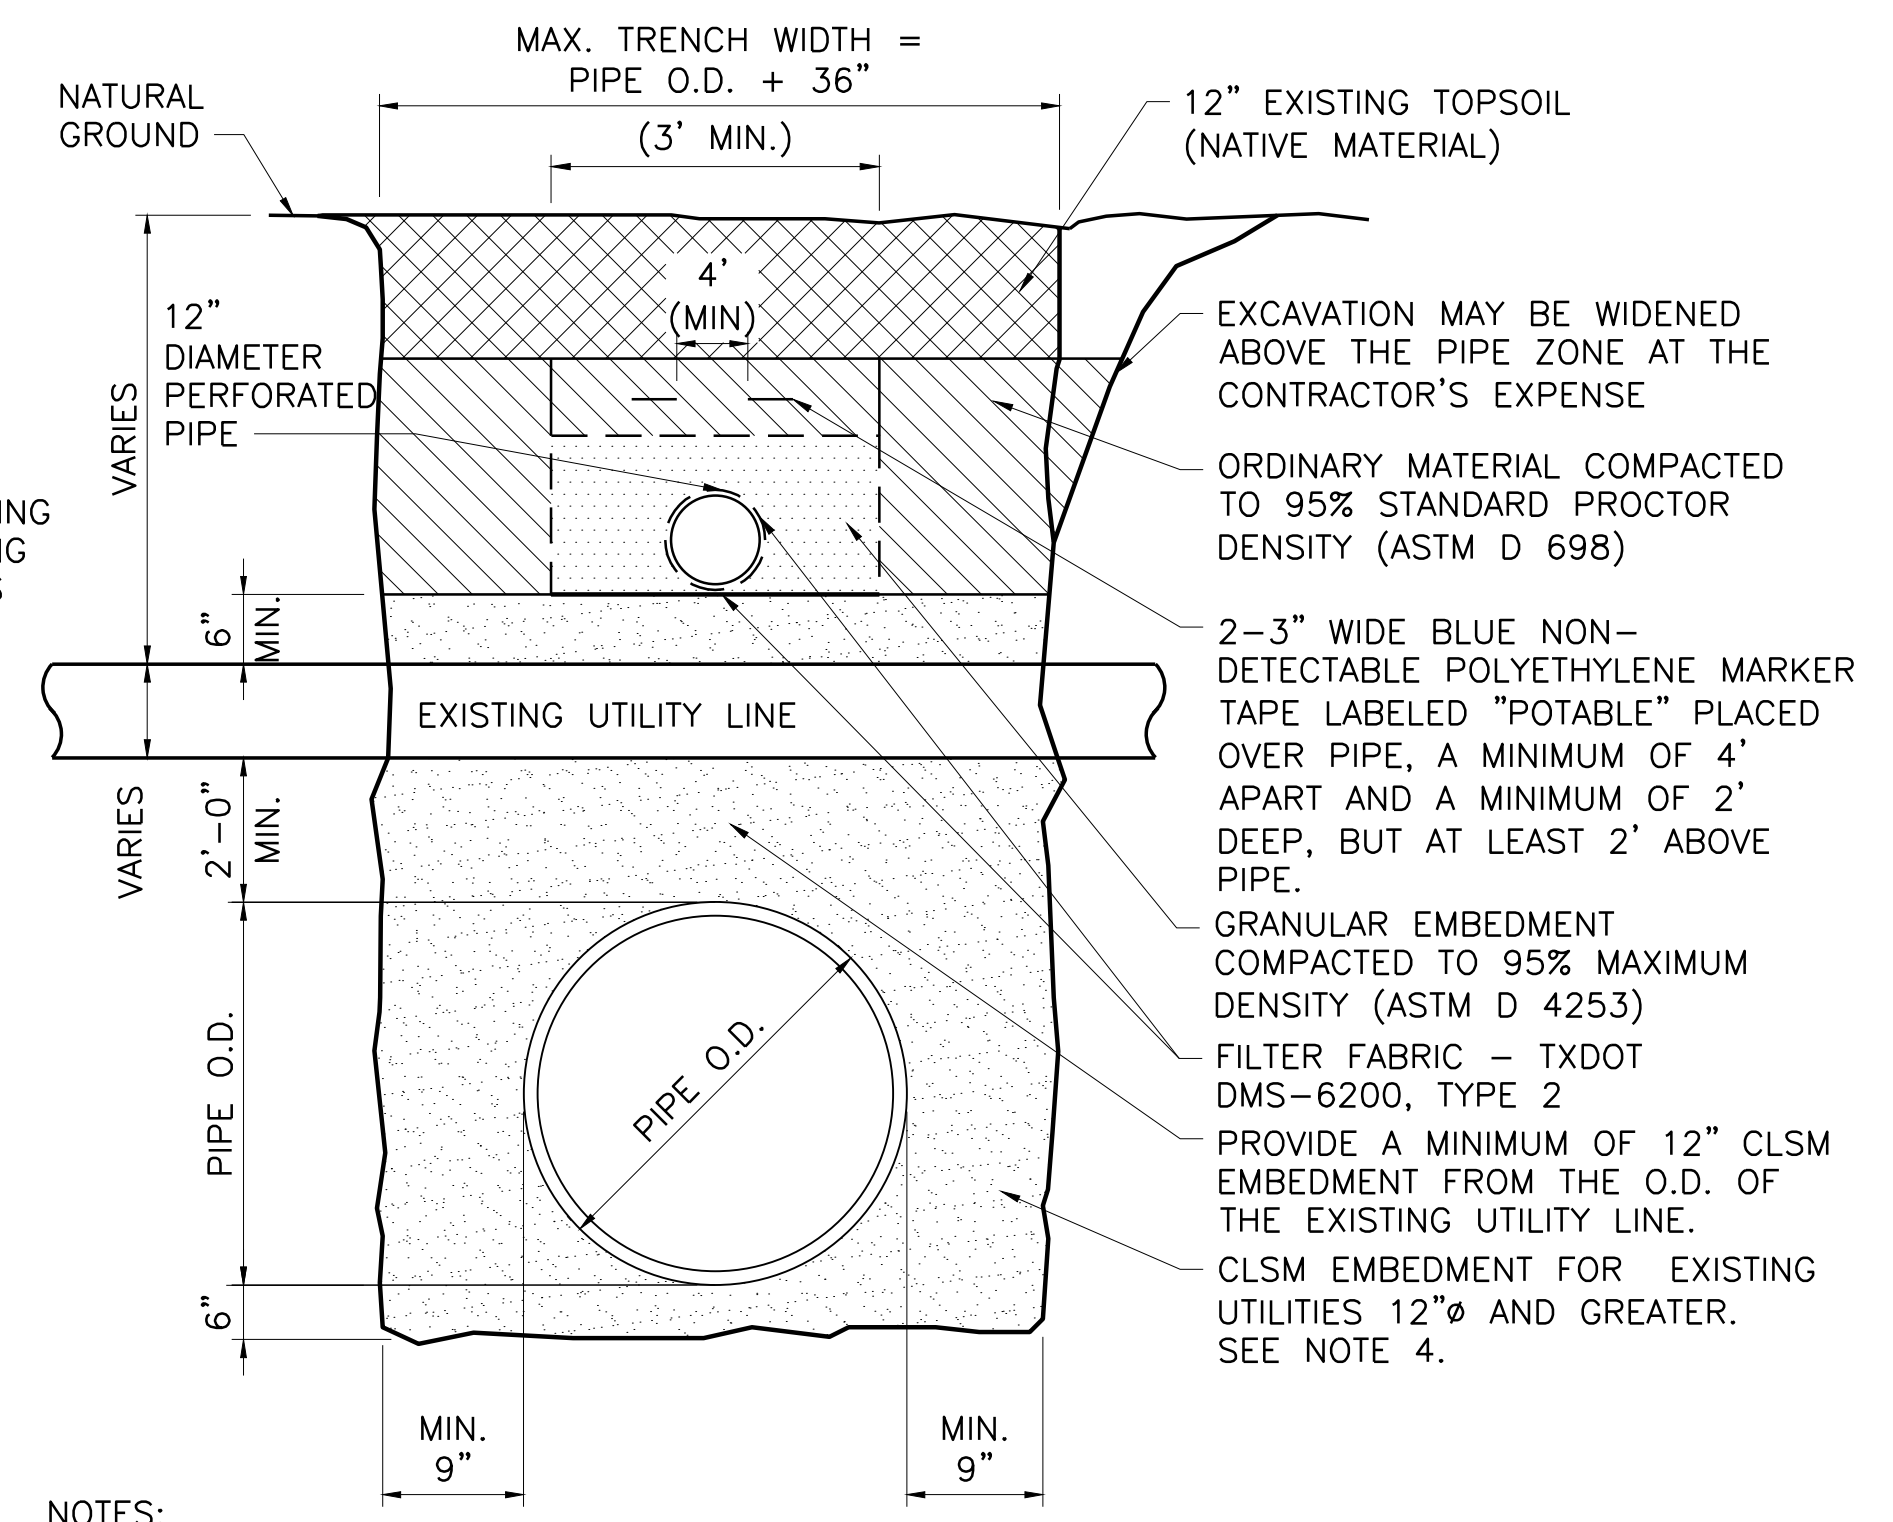 MAX. TRENCH WIDTH =
PIPE O.D. + 36"
(3' MIN.)
NATURAL
GROUND
12" EXISTING TOPSOIL
(NATIVE MATERIAL)
4'
(MIN)
12"
DIAMETER
PERFORATED
PIPE
VARIES
EXCAVATION MAY BE WIDENED
ABOVE THE PIPE ZONE AT THE
CONTRACTOR'S EXPENSE
ORDINARY MATERIAL COMPACTED
TO 95% STANDARD PROCTOR
DENSITY (ASTM D 698)
6"
MIN.
2-3" WIDE BLUE NON-
DETECTABLE POLYETHYLENE MARKER
TAPE LABELED "POTABLE" PLACED
OVER PIPE, A MINIMUM OF 4'
APART AND A MINIMUM OF 2'
DEEP, BUT AT LEAST 2' ABOVE
PIPE.
EXISTING UTILITY LINE
VARIES
2'-0"
MIN.
GRANULAR EMBEDMENT
COMPACTED TO 95% MAXIMUM
DENSITY (ASTM D 4253)
FILTER FABRIC - TXDOT
DMS-6200, TYPE 2
PIPE O.D.
PIPE O.D.
PROVIDE A MINIMUM OF 12" CLSM
EMBEDMENT FROM THE O.D. OF
THE EXISTING UTILITY LINE.
CLSM EMBEDMENT FOR EXISTING
UTILITIES 12"ø AND GREATER.
SEE NOTE 4.
6"
MIN.
9"
MIN.
9"
NOTES: